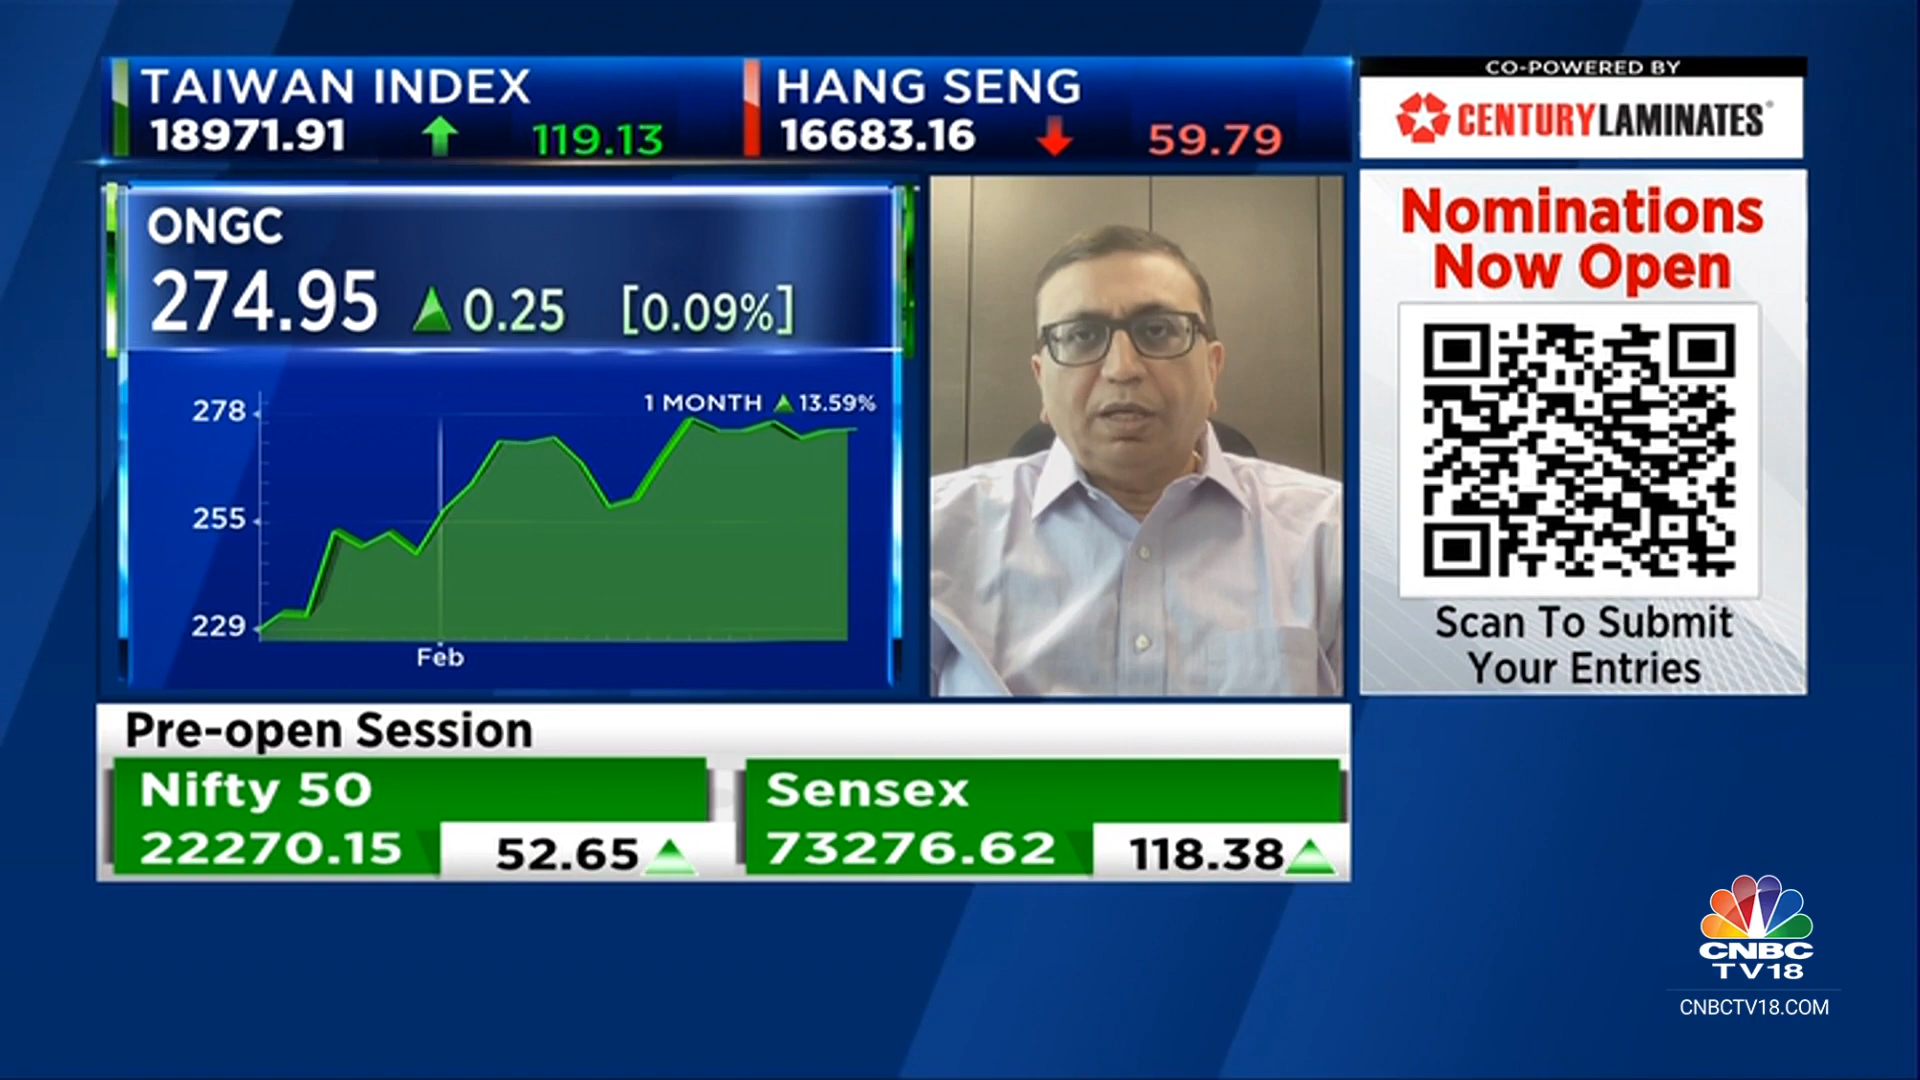 TAIWAN INDEX
18971.91 119.13
HANG SENG
16683.16 59.79
CO-POWERED BY
CENTURYLAMINATES
ONGC
274.95 0.25 [0.09%]
1 MONTH 13.59%
278
255
229
Feb
Nominations
Now Open
Scan To Submit
Your Entries
Pre-open Session
Nifty 50
22270.15 52.65
Sensex
73276.62 118.38
CNBC
TV18
CNBCTV18.COM